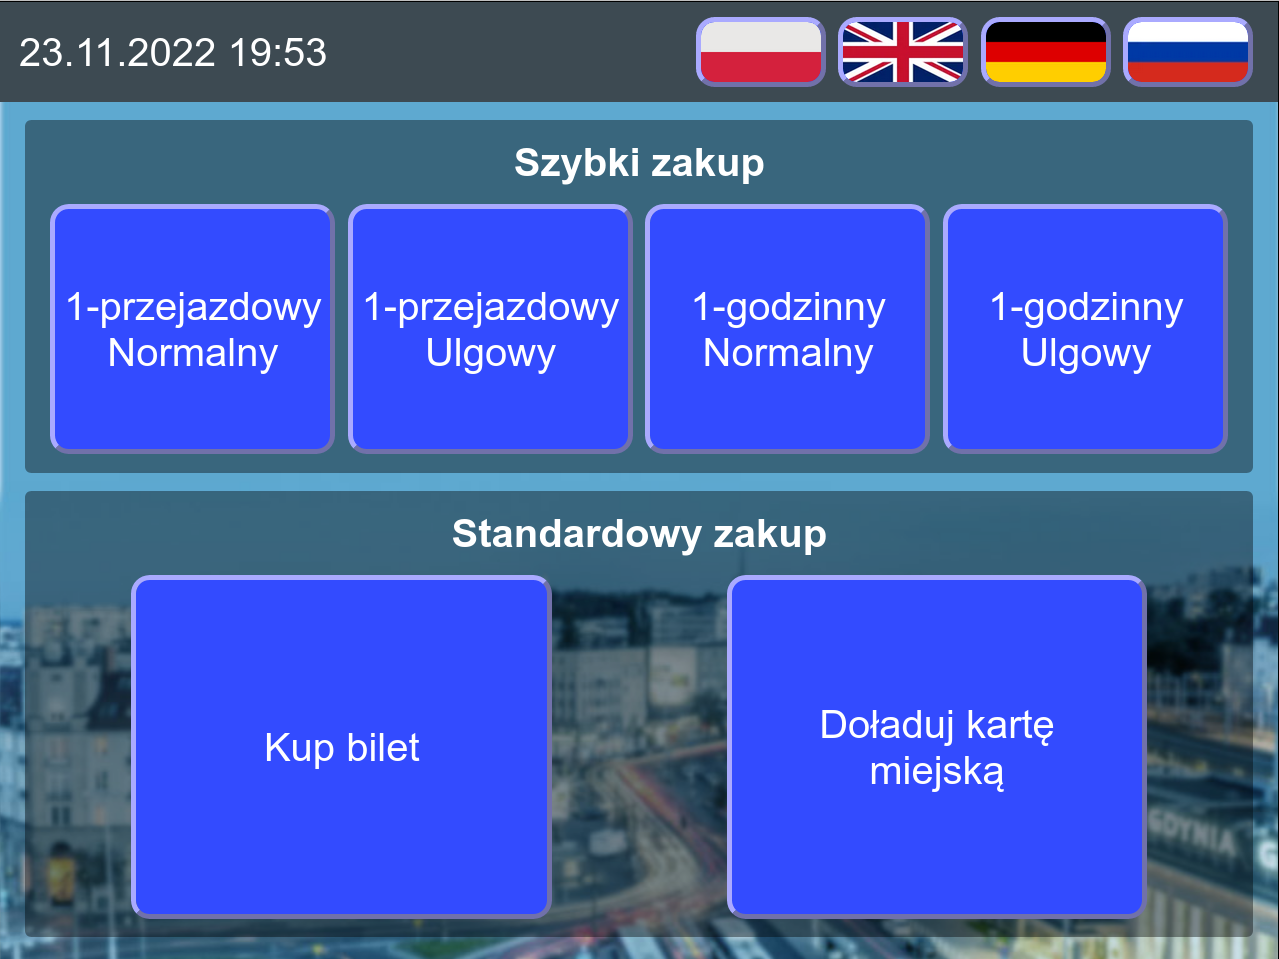 23.11.2022 19:53
Szybki zakup
1-przejazdowy
Normalny
1-przejazdowy
Ulgowy
1-godzinny
Normalny
1-godzinny
Ulgowy
Standardowy zakup
Kup bilet
Doładuj kartę
miejską
GDYNIA
G